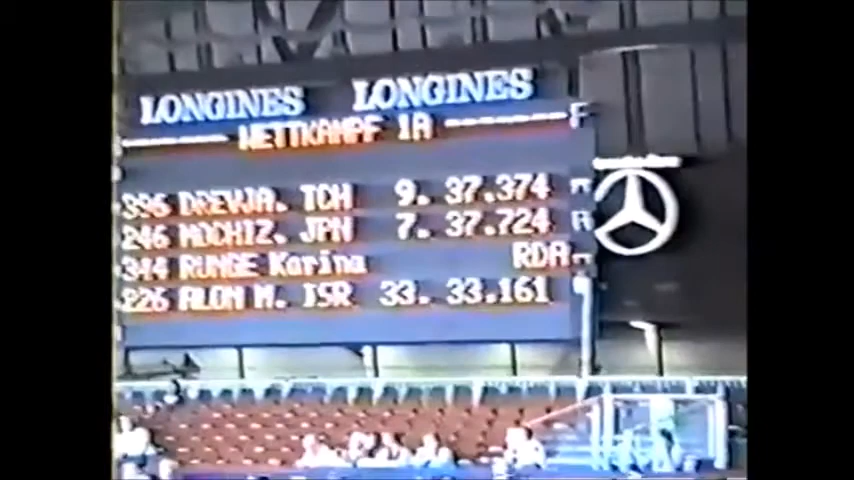 LONGINES LONGINES
WETTKAMPF 1A
396 DREWJA. TCH 9. 37.374
246 MOCHIZ. JPN 7. 37.724
344 RUNGE Karina RDA
226 ALON M. ISR 33. 33.161